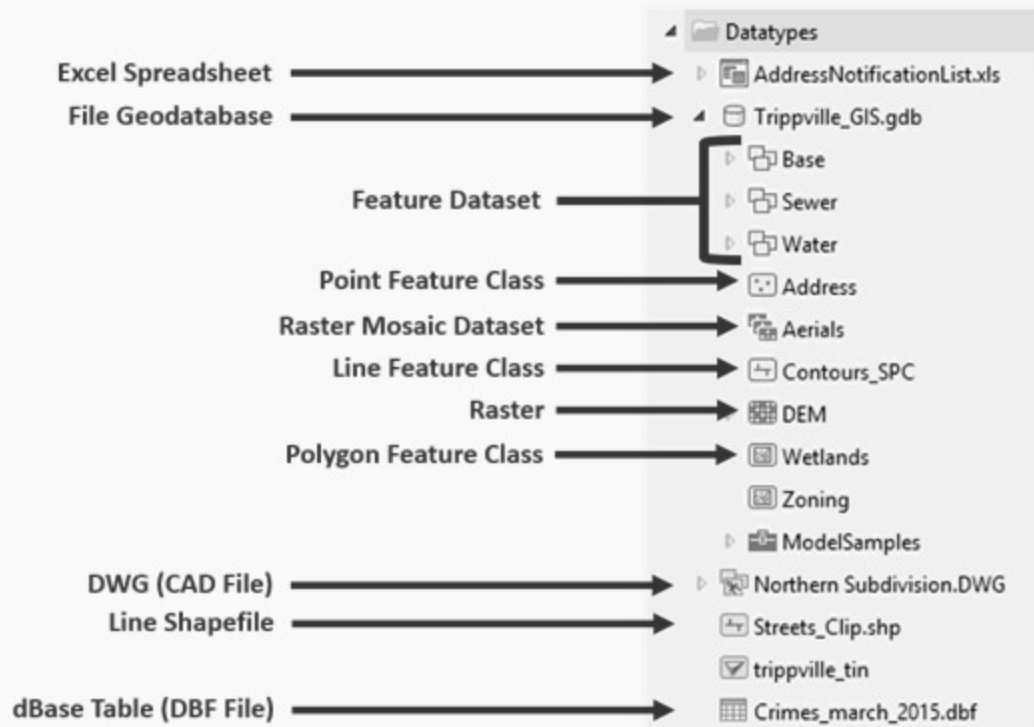 Datatypes
Excel Spreadsheet AddressNotificationList.xls
File Geodatabase Trippville_GIS.gdb
Base
Feature Dataset Sewer
Water
Point Feature Class Address
Raster Mosaic Dataset Aerials
Line Feature Class Contours_SPC
Raster DEM
Polygon Feature Class Wetlands
Zoning
ModelSamples
DWG (CAD File) Northern Subdivision.DWG
Line Shapefile Streets_Clip.shp
trippville_tin
dBase Table (DBF File) Crimes_march_2015.dbf